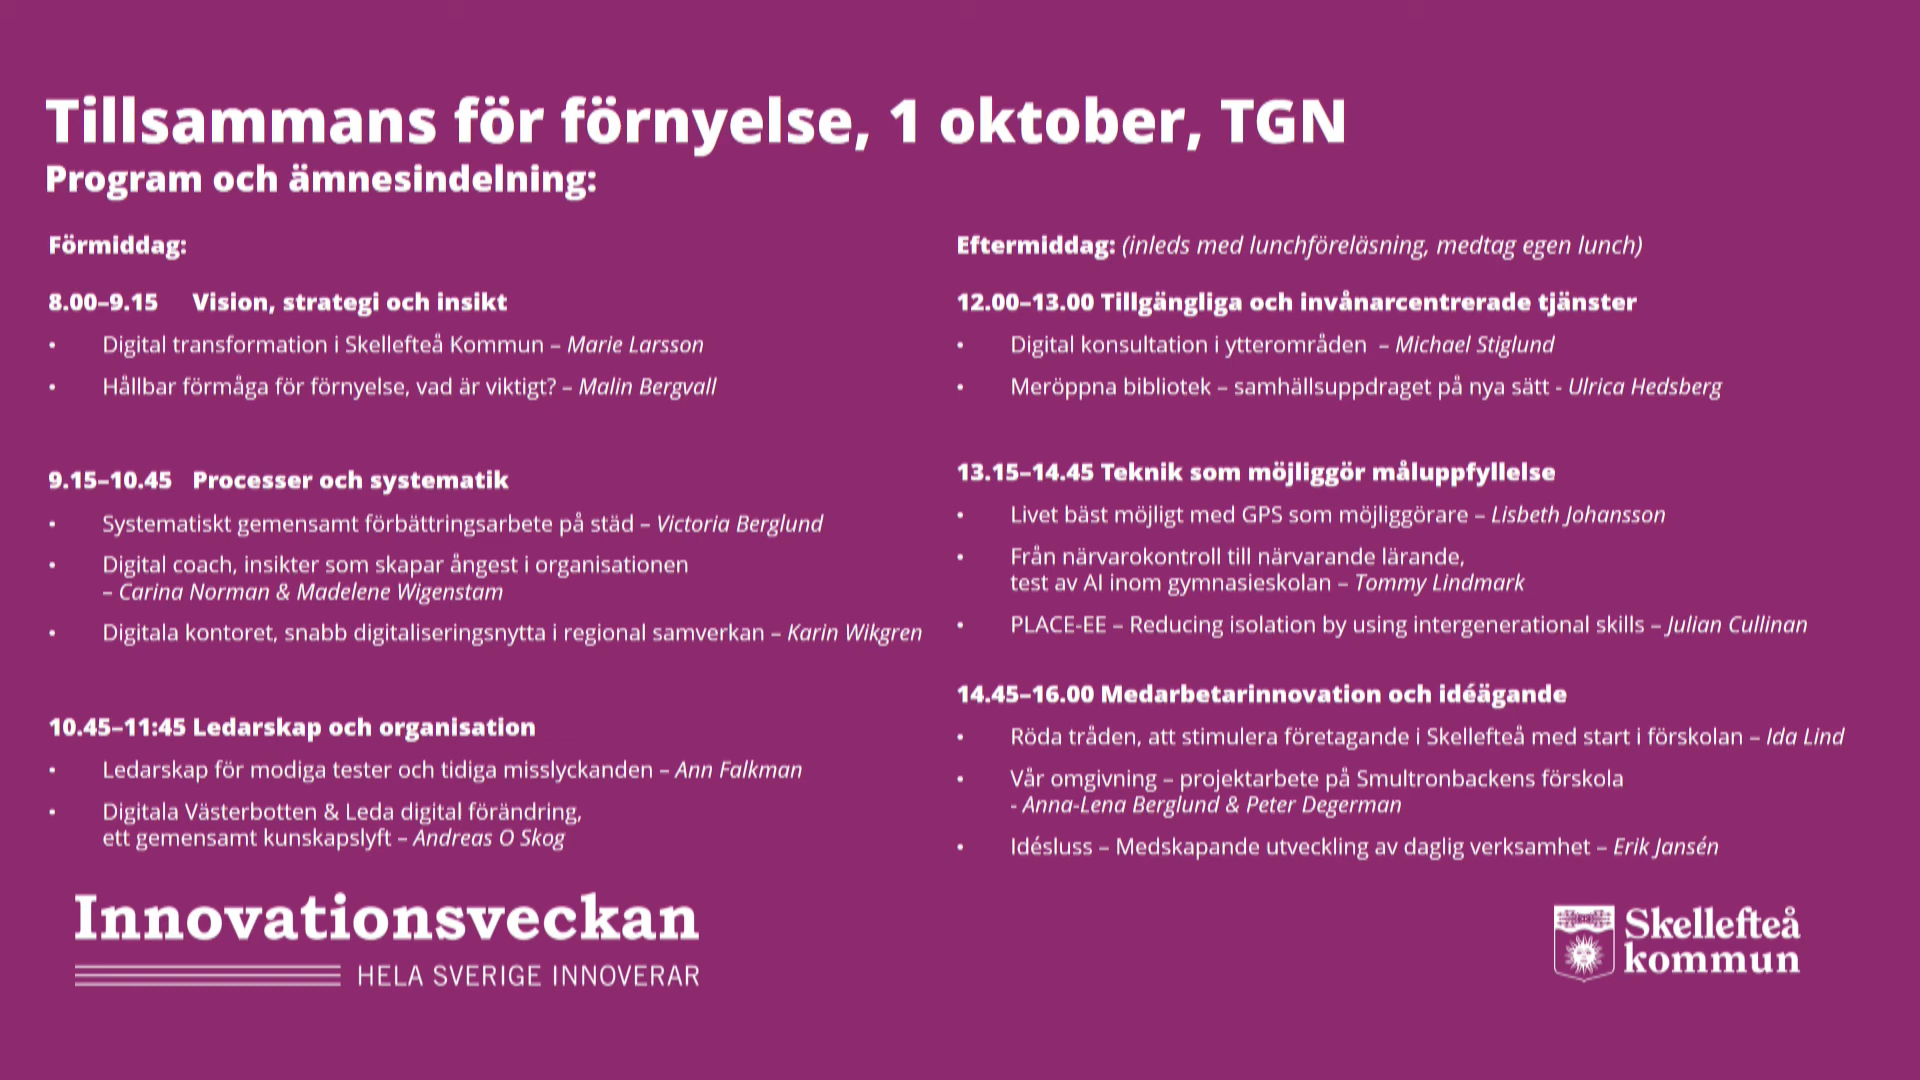 Tillsammans för förnyelse, 1 oktober, TGN
Program och ämnesindelning:
Förmiddag:
8.00–9.15 Vision, strategi och insikt
• Digital transformation i Skellefteå Kommun – Marie Larsson
• Hållbar förmåga för förnyelse, vad är viktigt? – Malin Bergvall
9.15–10.45 Processer och systematik
• Systematiskt gemensamt förbättringsarbete på städ – Victoria Berglund
• Digital coach, insikter som skapar ångest i organisationen
– Carina Norman & Madelene Wigenstam
• Digitala kontoret, snabb digitaliseringsnytta i regional samverkan – Karin Wikgren
10.45–11:45 Ledarskap och organisation
• Ledarskap för modiga tester och tidiga misslyckanden – Ann Falkman
• Digitala Västerbotten & Leda digital förändring,
ett gemensamt kunskapslyft – Andreas O Skog
Eftermiddag: (inleds med lunchföreläsning, medtag egen lunch)
12.00–13.00 Tillgängliga och invånarcentrerade tjänster
• Digital konsultation i ytterområden – Michael Stiglund
• Meröppna bibliotek – samhällsuppdraget på nya sätt - Ulrica Hedsberg
13.15–14.45 Teknik som möjliggör måluppfyllelse
• Livet bäst möjligt med GPS som möjliggörare – Lisbeth Johansson
• Från närvarokontroll till närvarande lärande,
test av AI inom gymnasieskolan – Tommy Lindmark
• PLACE-EE – Reducing isolation by using intergenerational skills – Julian Cullinan
14.45–16.00 Medarbetarinnovation och idéägande
• Röda tråden, att stimulera företagande i Skellefteå med start i förskolan – Ida Lind
• Vår omgivning – projektarbete på Smultronbackens förskola
- Anna-Lena Berglund & Peter Degerman
• Idésluss – Medskapande utveckling av daglig verksamhet – Erik Jansén
Innovationsveckan
HELA SVERIGE INNOVERAR
Skellefteå
kommun